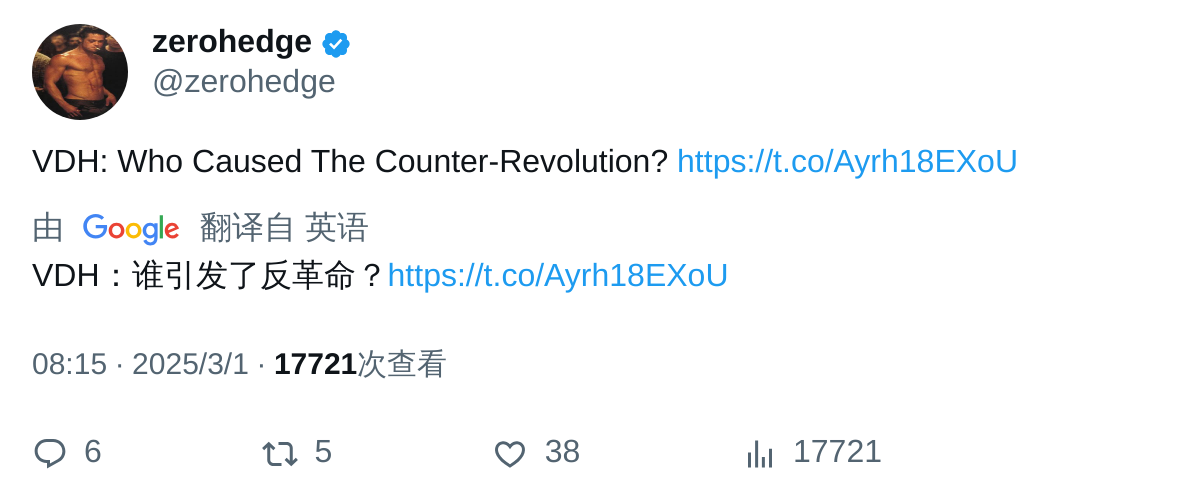 zerohedge
@zerohedge
VDH: Who Caused The Counter-Revolution? https://t.co/Ayrh18EXoU
由 Google 翻译自 英语
VDH：谁引发了反革命？https://t.co/Ayrh18EXoU
08:15 · 2025/3/1 · 17721次查看
6 5 38 17721